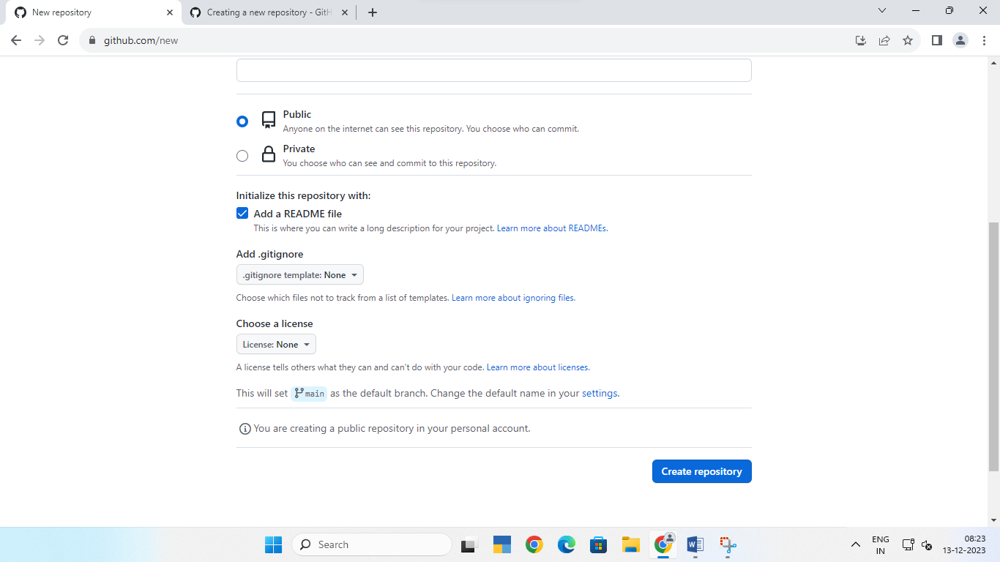 New repository
Creating a new repository - GitH
github.com/new
Public
Anyone on the internet can see this repository. You choose who can commit.
Private
You choose who can see and commit to this repository.
Initialize this repository with:
Add a README file
This is where you can write a long description for your project. Learn more about READMEs.
Add .gitignore
.gitignore template: None
Choose which files not to track from a list of templates. Learn more about ignoring files.
Choose a license
License: None
A license tells others what they can and can't do with your code. Learn more about licenses.
This will set main as the default branch. Change the default name in your settings.
You are creating a public repository in your personal account.
Create repository
Search
ENG
IN
08:23
13-12-2023